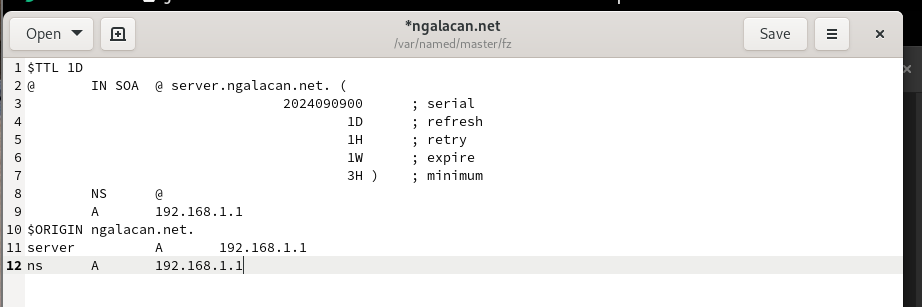 *ngalacan.net
/var/named/master/fz
Open
Save
1 $TTL 1D
2 @ IN SOA @ server.ngalacan.net. (
3 2024090900 ; serial
4 1D ; refresh
5 1H ; retry
6 1W ; expire
7 3H ) ; minimum
8 NS @
9 A 192.168.1.1
10 $ORIGIN ngalacan.net.
11 server A 192.168.1.1
12 ns A 192.168.1.1